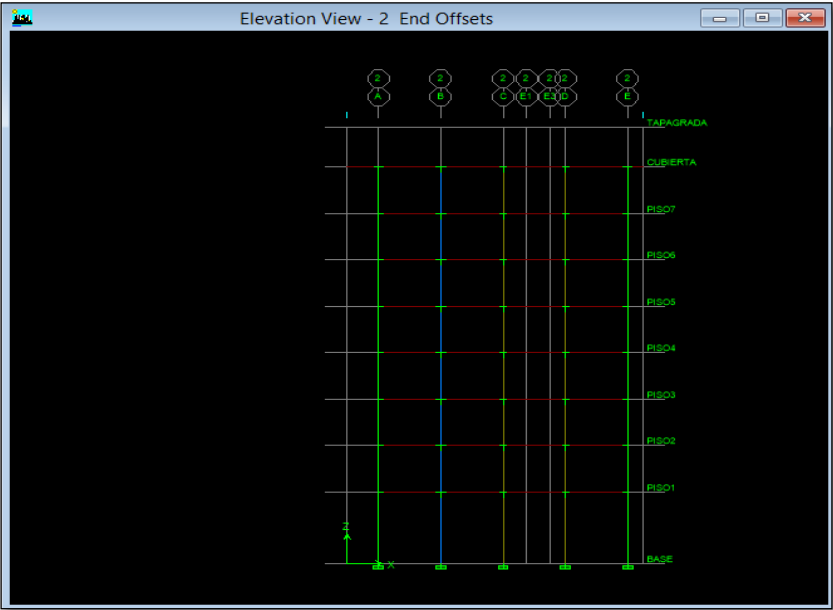 Elevation View - 2 End Offsets
2 2 2 2 2 2 2
A B C E1 E3 D E
TAPAGRADA
CUBIERTA
PISO7
PISO6
PISO5
PISO4
PISO3
PISO2
PISO1
Z
X
BASE